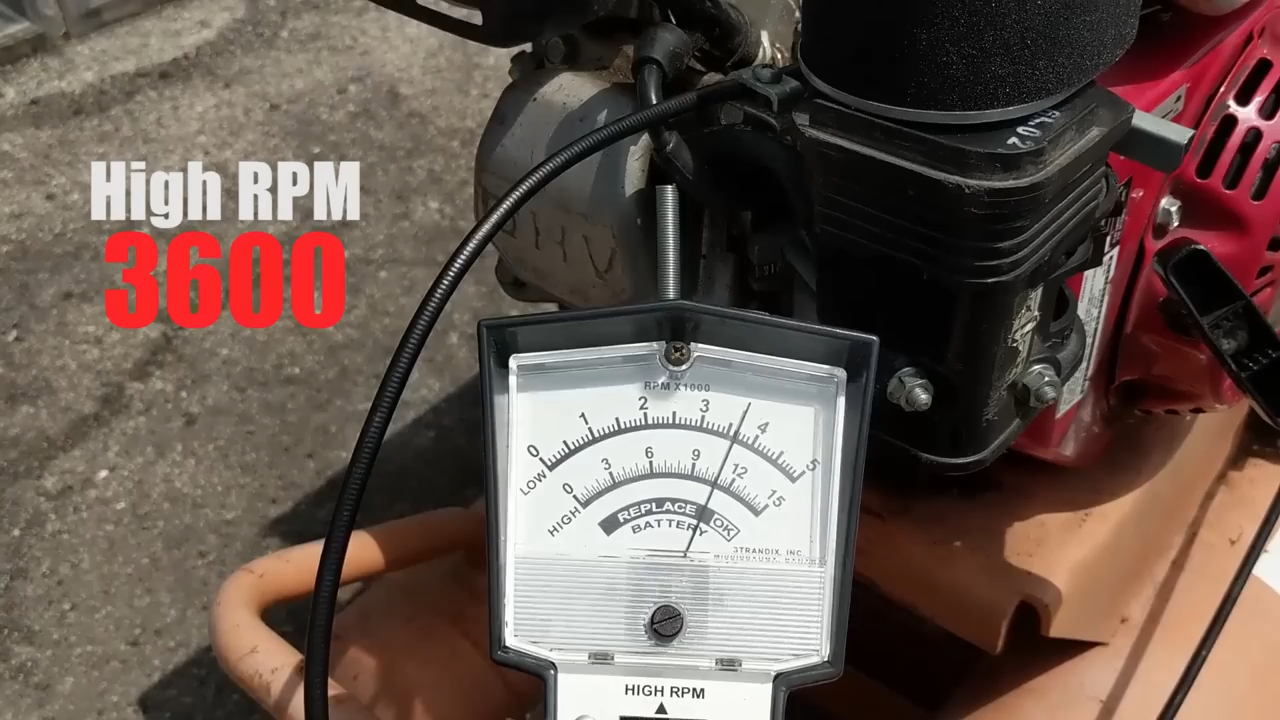 High RPM
3600
RPM X1000
0 1 2 3 4 5
LOW
0 3 6 9 12 15
HIGH
REPLACE OK
BATTERY
STRANDIX, INC.
HIGH RPM